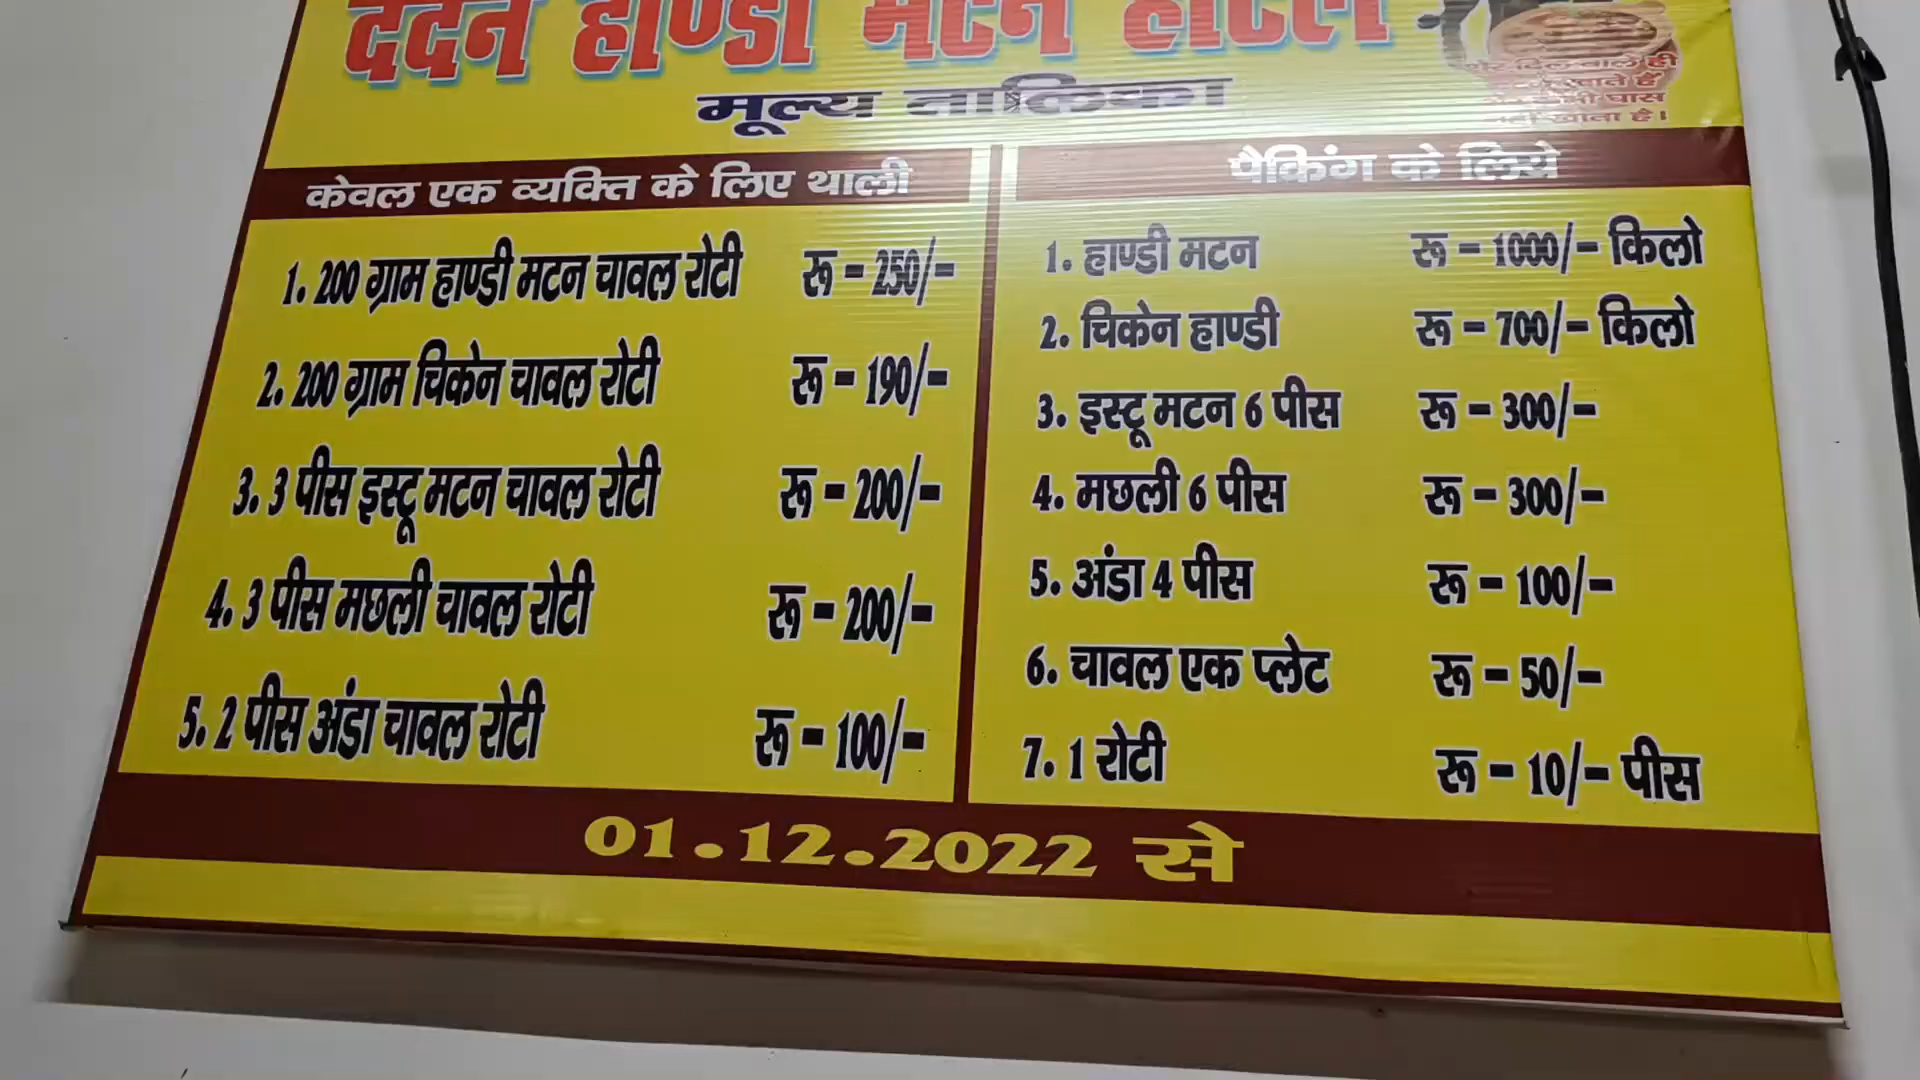 ददन हाण्डी मटन होटल
मूल्य तालिका
केवल एक व्यक्ति के लिए थाली
1. 200 ग्राम हाण्डी मटन चावल रोटी रू - 250/-
2. 200 ग्राम चिकेन चावल रोटी रू - 190/-
3. 3 पीस इस्टू मटन चावल रोटी रू - 200/-
4. 3 पीस मछली चावल रोटी रू - 200/-
5. 2 पीस अंडा चावल रोटी रू - 100/-
पैकिंग के लिये
1. हाण्डी मटन रू - 1000/- किलो
2. चिकेन हाण्डी रू - 700/- किलो
3. इस्टू मटन 6 पीस रू - 300/-
4. मछली 6 पीस रू - 300/-
5. अंडा 4 पीस रू - 100/-
6. चावल एक प्लेट रू - 50/-
7. 1 रोटी रू - 10/- पीस
01.12.2022 से
दिल वाले ही
खाते हैं
घास
नहीं खाता है।